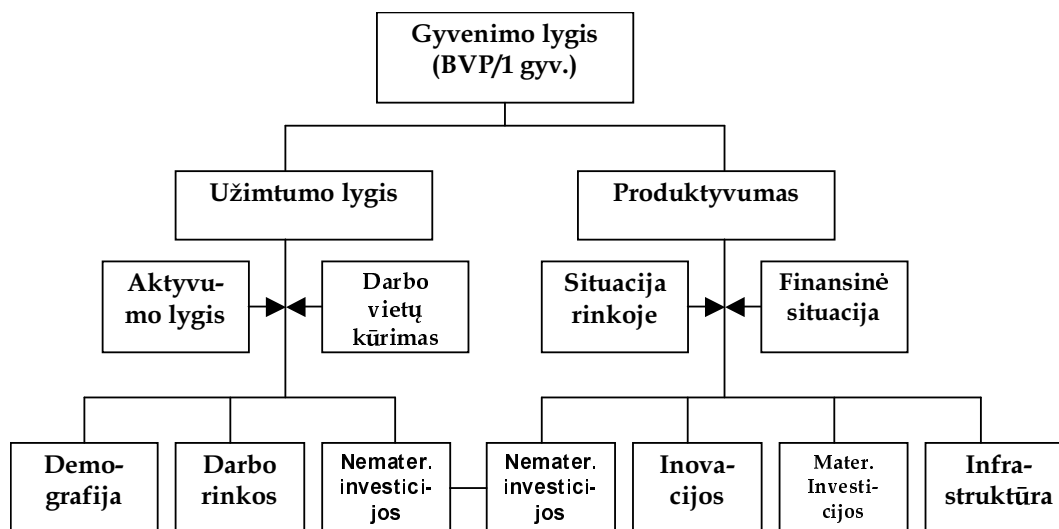 Gyvenimo lygis
(BVP/1 gyv.)
Užimtumo lygis
Produktyvumas
Aktyvu-
mo lygis
Darbo
vietų
kūrimas
Situacija
rinkoje
Finansinė
situacija
Demo-
grafija
Darbo
rinkos
Nemater.
investici-
jos
Nemater.
investici-
jos
Inova-
cijos
Mater.
Investi-
cijos
Infra-
struktūra